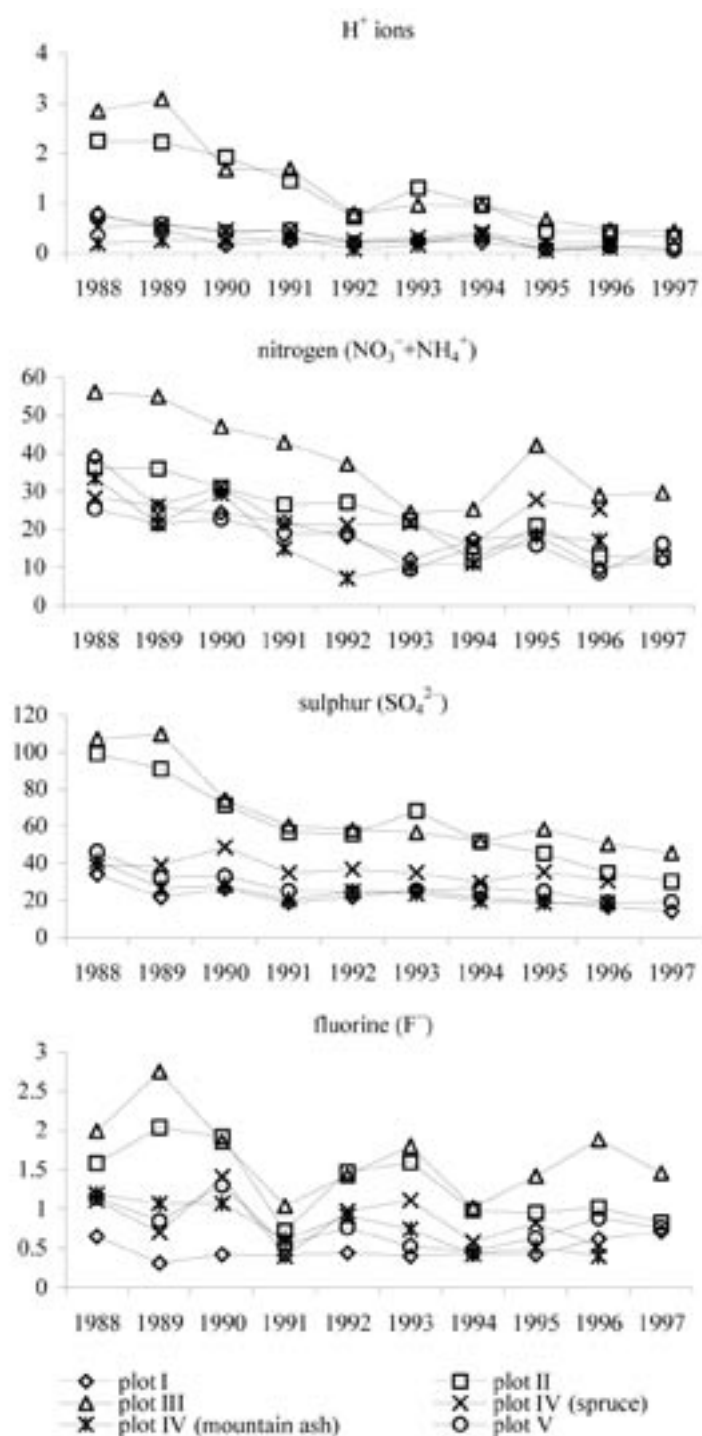 H⁺ ions
4
3
2
1
0
1988 1989 1990 1991 1992 1993 1994 1995 1996 1997
nitrogen (NO₃⁻+NH₄⁺)
60
50
40
30
20
10
0
1988 1989 1990 1991 1992 1993 1994 1995 1996 1997
sulphur (SO₄²⁻)
120
100
80
60
40
20
0
1988 1989 1990 1991 1992 1993 1994 1995 1996 1997
fluorine (F⁻)
3
2.5
2
1.5
1
0.5
0
1988 1989 1990 1991 1992 1993 1994 1995 1996 1997
plot I plot II
plot III plot IV (spruce)
plot IV (mountain ash) plot V